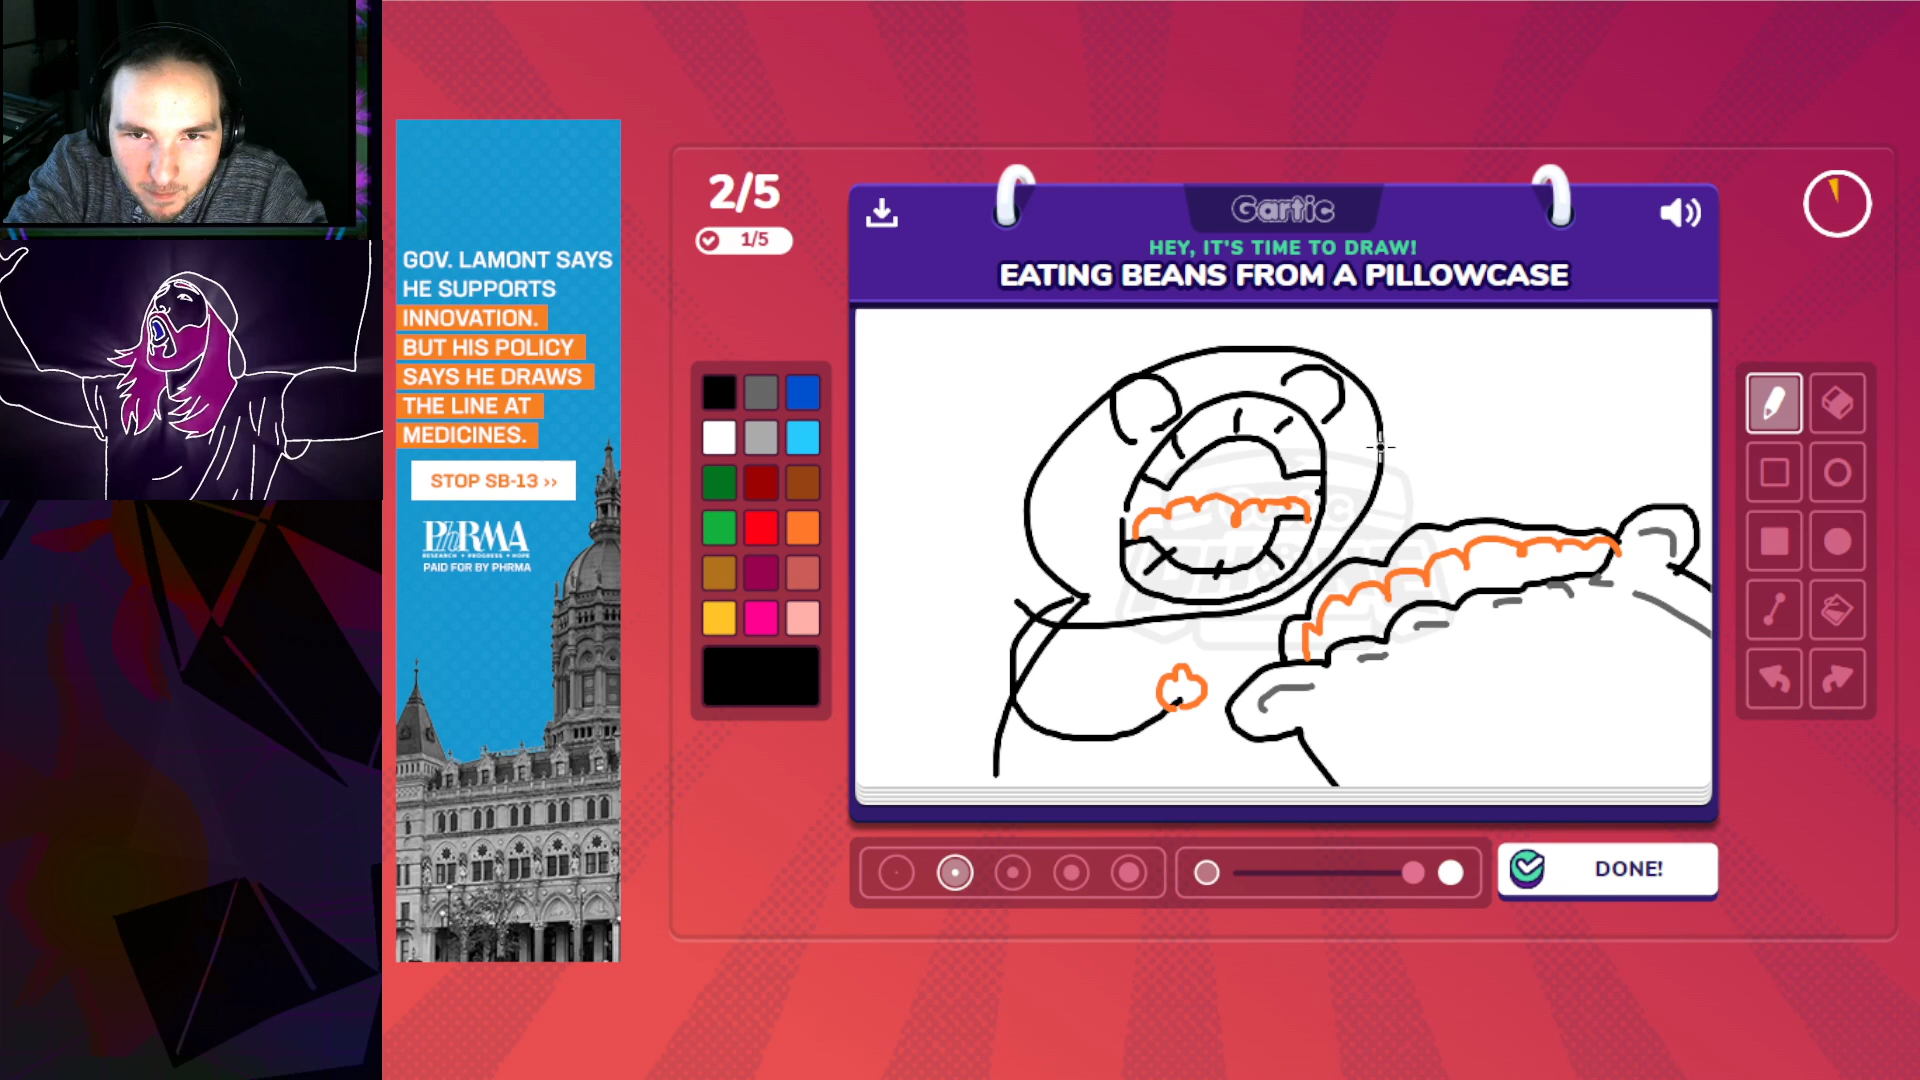 GOV. LAMONT SAYS
HE SUPPORTS
INNOVATION.
BUT HIS POLICY
SAYS HE DRAWS
THE LINE AT
MEDICINES.
STOP SB-13 ››
PhRMA
RESEARCH • PROGRESS • HOPE
PAID FOR BY PHRMA
2/5
1/5
Gartic
HEY, IT'S TIME TO DRAW!
EATING BEANS FROM A PILLOWCASE
GARTIC
PHONE
DONE!